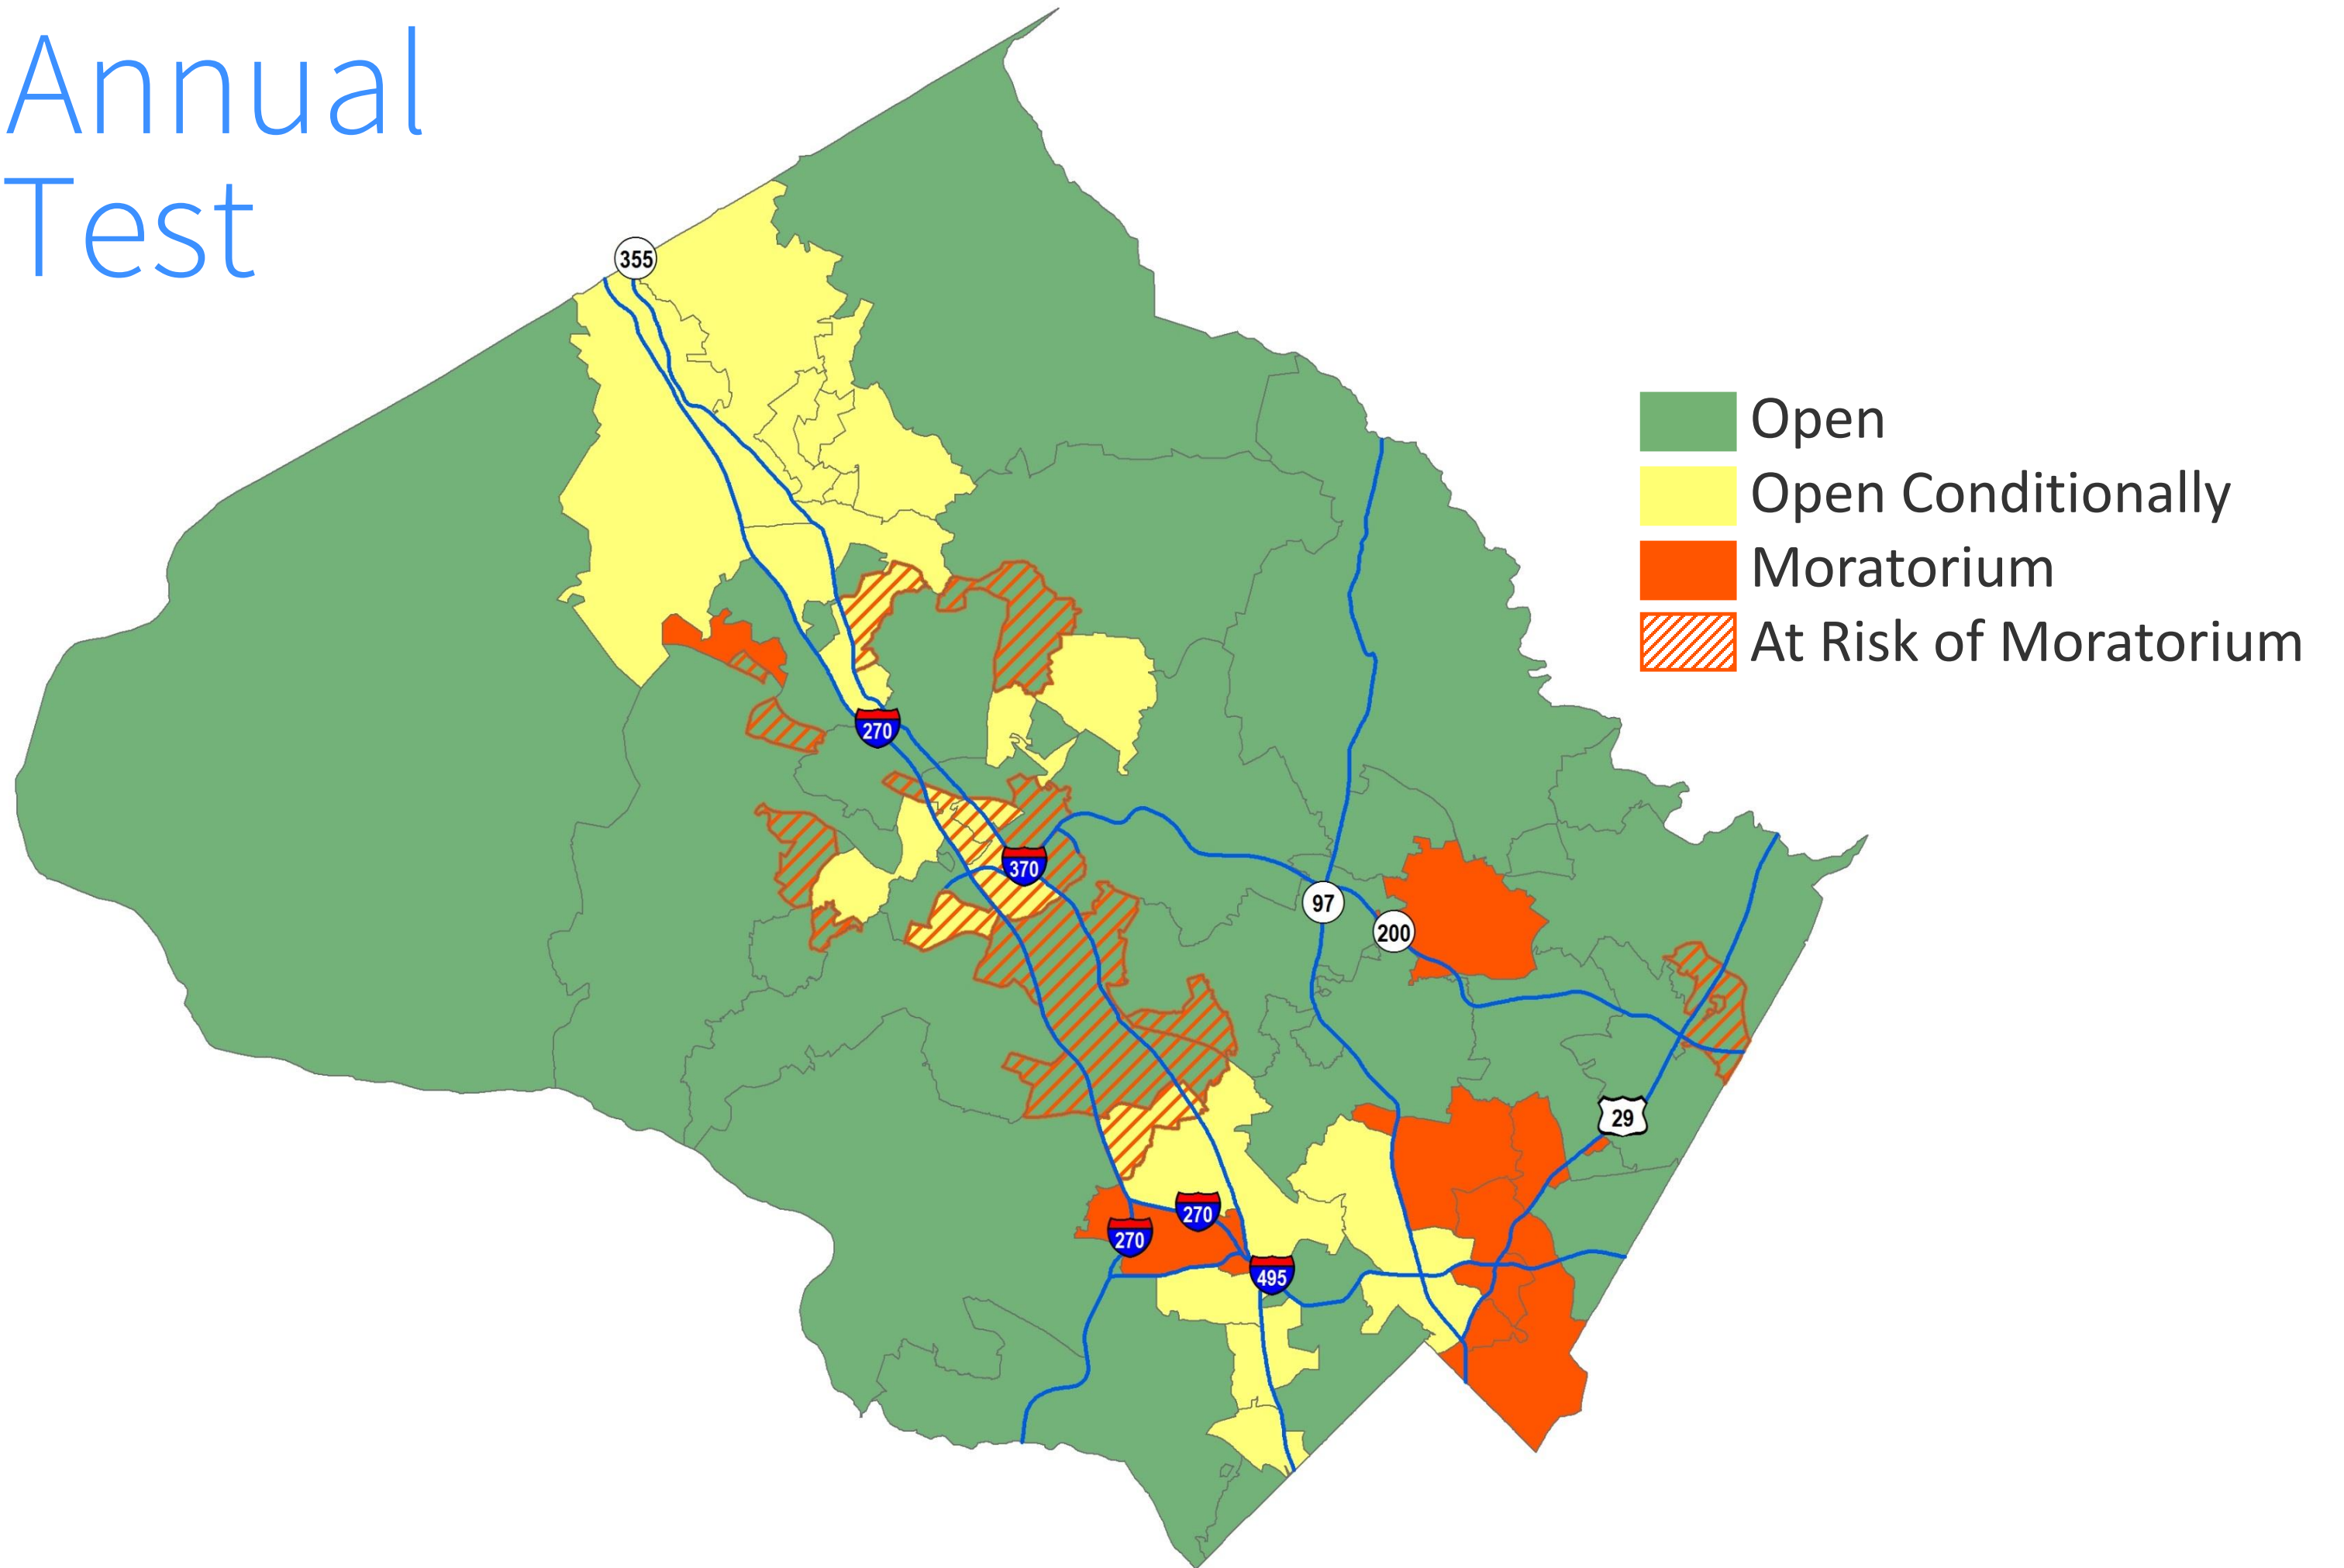 Annual
Test
355
Open
Open Conditionally
Moratorium
At Risk of Moratorium
270
370
97
200
29
270
270
495